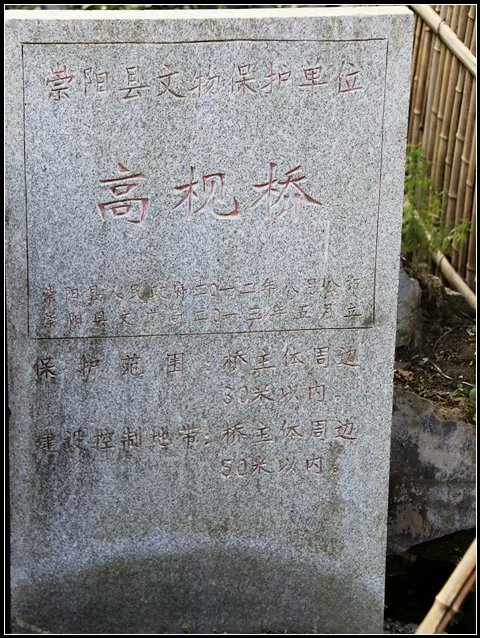 崇阳县文物保护单位
高枧桥
崇阳县人民政府二〇一二年八月公布
崇阳县文产局二〇一三年五月立
保护范围:桥主体周边
30米以内。
建设控制地带:桥主体周边
50米以内。